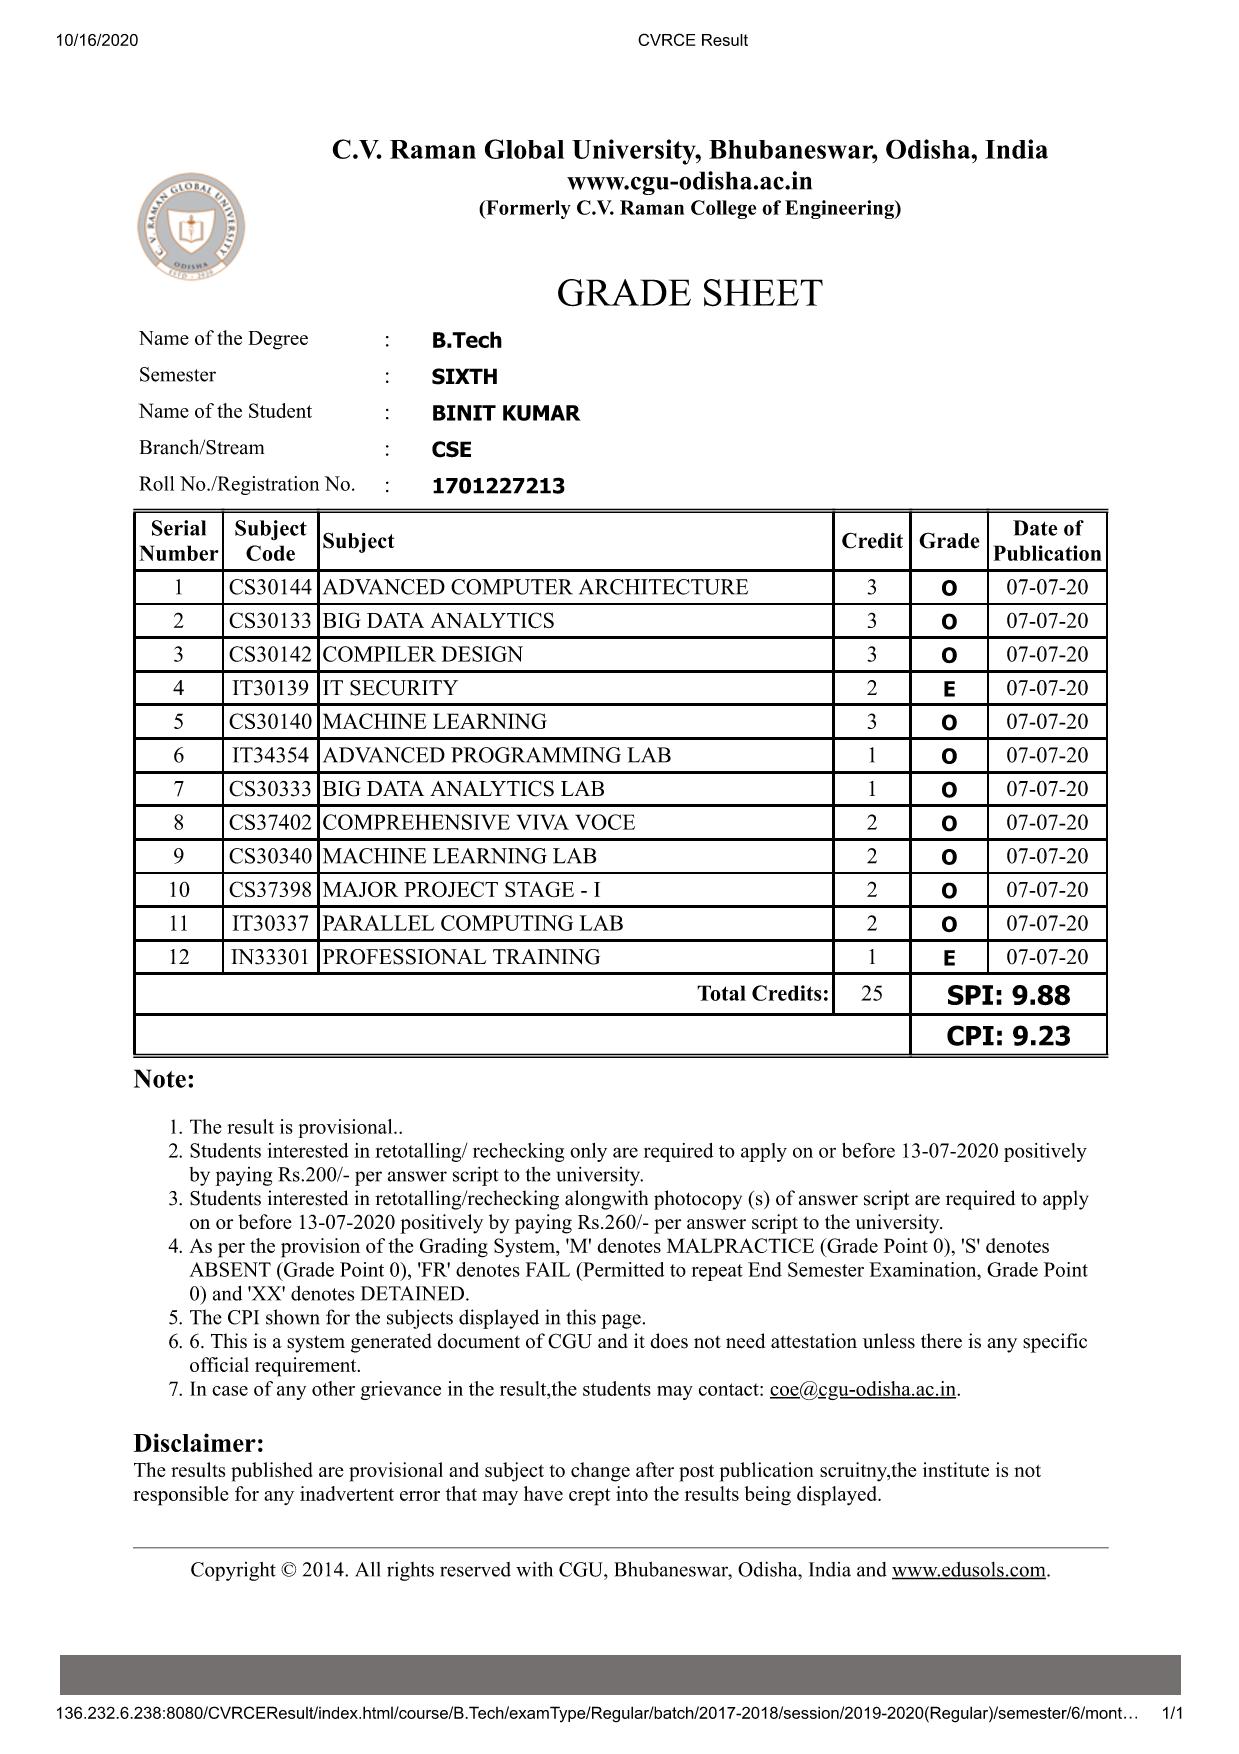 10/16/2020 CVRCE Result
C.V. Raman Global University, Bhubaneswar, Odisha, India
www.cgu-odisha.ac.in
(Formerly C.V. Raman College of Engineering)
C. V. RAMAN GLOBAL UNIVERSITY
ODISHA
ESTD - 2020
GRADE SHEET
Name of the Degree : B.Tech
Semester : SIXTH
Name of the Student : BINIT KUMAR
Branch/Stream : CSE
Roll No./Registration No. : 1701227213
Serial Number Subject Code Subject Credit Grade Date of Publication
1 CS30144 ADVANCED COMPUTER ARCHITECTURE 3 O 07-07-20
2 CS30133 BIG DATA ANALYTICS 3 O 07-07-20
3 CS30142 COMPILER DESIGN 3 O 07-07-20
4 IT30139 IT SECURITY 2 E 07-07-20
5 CS30140 MACHINE LEARNING 3 O 07-07-20
6 IT34354 ADVANCED PROGRAMMING LAB 1 O 07-07-20
7 CS30333 BIG DATA ANALYTICS LAB 1 O 07-07-20
8 CS37402 COMPREHENSIVE VIVA VOCE 2 O 07-07-20
9 CS30340 MACHINE LEARNING LAB 2 O 07-07-20
10 CS37398 MAJOR PROJECT STAGE - I 2 O 07-07-20
11 IT30337 PARALLEL COMPUTING LAB 2 O 07-07-20
12 IN33301 PROFESSIONAL TRAINING 1 E 07-07-20
Total Credits: 25 SPI: 9.88
CPI: 9.23
Note:
1. The result is provisional..
2. Students interested in retotalling/ rechecking only are required to apply on or before 13-07-2020 positively
by paying Rs.200/- per answer script to the university.
3. Students interested in retotalling/rechecking alongwith photocopy (s) of answer script are required to apply
on or before 13-07-2020 positively by paying Rs.260/- per answer script to the university.
4. As per the provision of the Grading System, 'M' denotes MALPRACTICE (Grade Point 0), 'S' denotes
ABSENT (Grade Point 0), 'FR' denotes FAIL (Permitted to repeat End Semester Examination, Grade Point
0) and 'XX' denotes DETAINED.
5. The CPI shown for the subjects displayed in this page.
6. 6. This is a system generated document of CGU and it does not need attestation unless there is any specific
official requirement.
7. In case of any other grievance in the result,the students may contact: coe@cgu-odisha.ac.in.
Disclaimer:
The results published are provisional and subject to change after post publication scruitny,the institute is not
responsible for any inadvertent error that may have crept into the results being displayed.
Copyright © 2014. All rights reserved with CGU, Bhubaneswar, Odisha, India and www.edusols.com.
136.232.6.238:8080/CVRCEResult/index.html/course/B.Tech/examType/Regular/batch/2017-2018/session/2019-2020(Regular)/semester/6/mont… 1/1